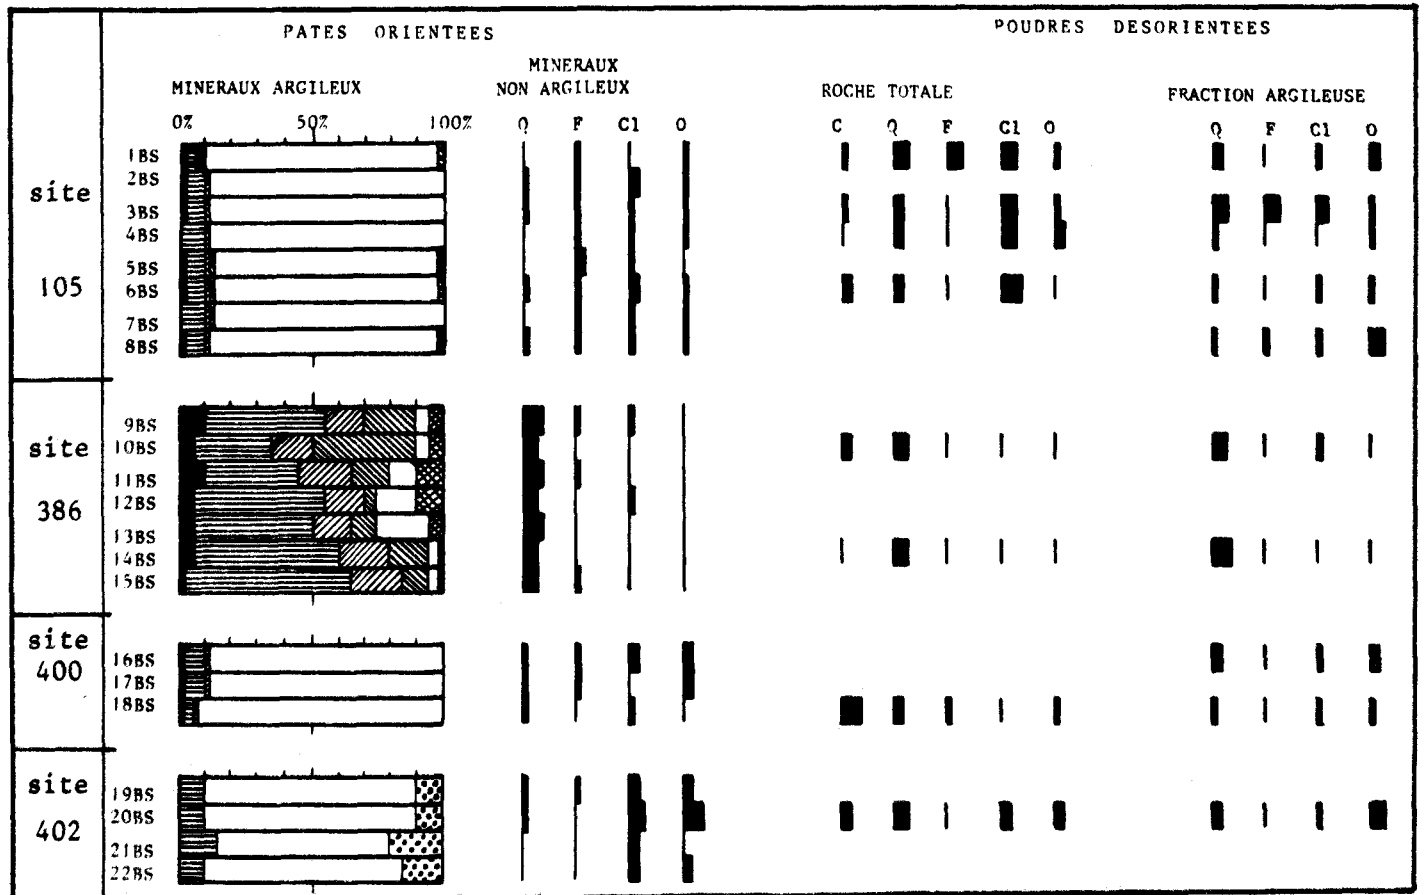 PATES ORIENTEES
POUDRES DESORIENTEES
MINERAUX ARGILEUX
MINERAUX
NON ARGILEUX
ROCHE TOTALE
FRACTION ARGILEUSE
0% 50% 100%
Q F Cl O
C Q F Cl O
Q F Cl O
site
105
1BS
2BS
3BS
4BS
5BS
6BS
7BS
8BS
site
386
9BS
10BS
11BS
12BS
13BS
14BS
15BS
site
400
16BS
17BS
18BS
site
402
19BS
20BS
21BS
22BS